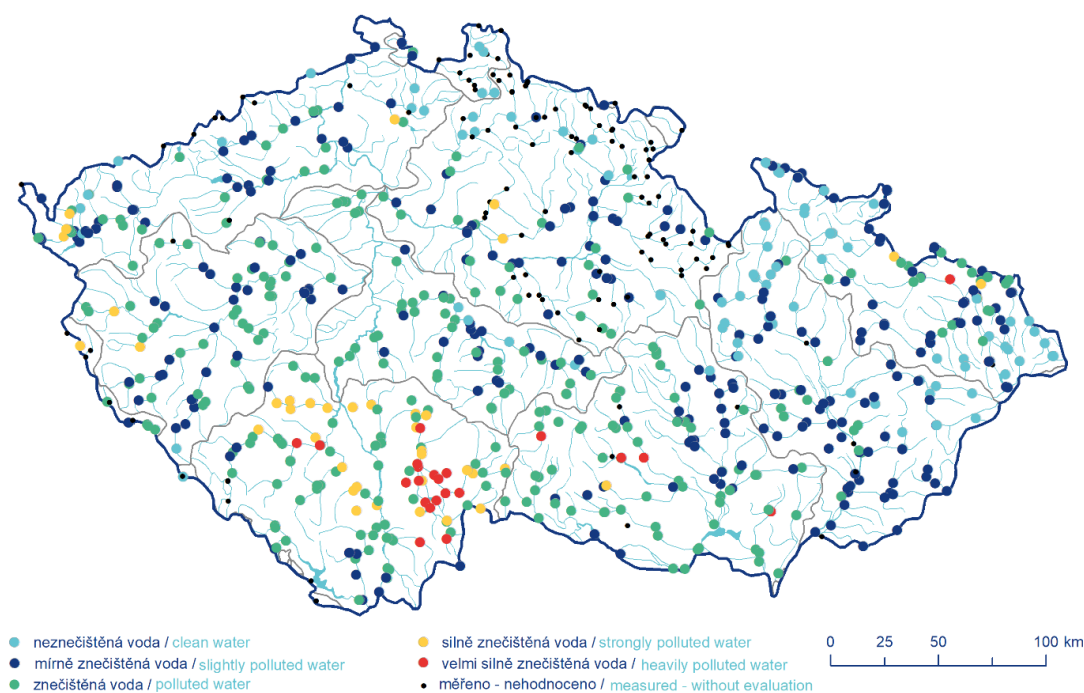 neznečištěná voda / clean water
mírně znečištěná voda / slightly polluted water
znečištěná voda / polluted water
silně znečištěná voda / strongly polluted water
velmi silně znečištěná voda / heavily polluted water
měřeno - nehodnoceno / measured - without evaluation
0 25 50 100 km